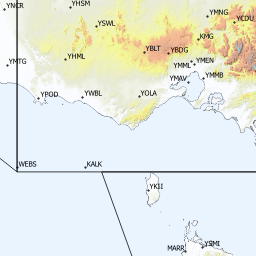 YNCR
YHSM
YMNG
YCDU
YSWL
KMG
YBLT
YBDG
YHML
YMTG
YMML
YMEN
YMAV
YMMB
YPOD
YWBL
YOLA
WEBS
KALK
YKII
MARR
YSMI